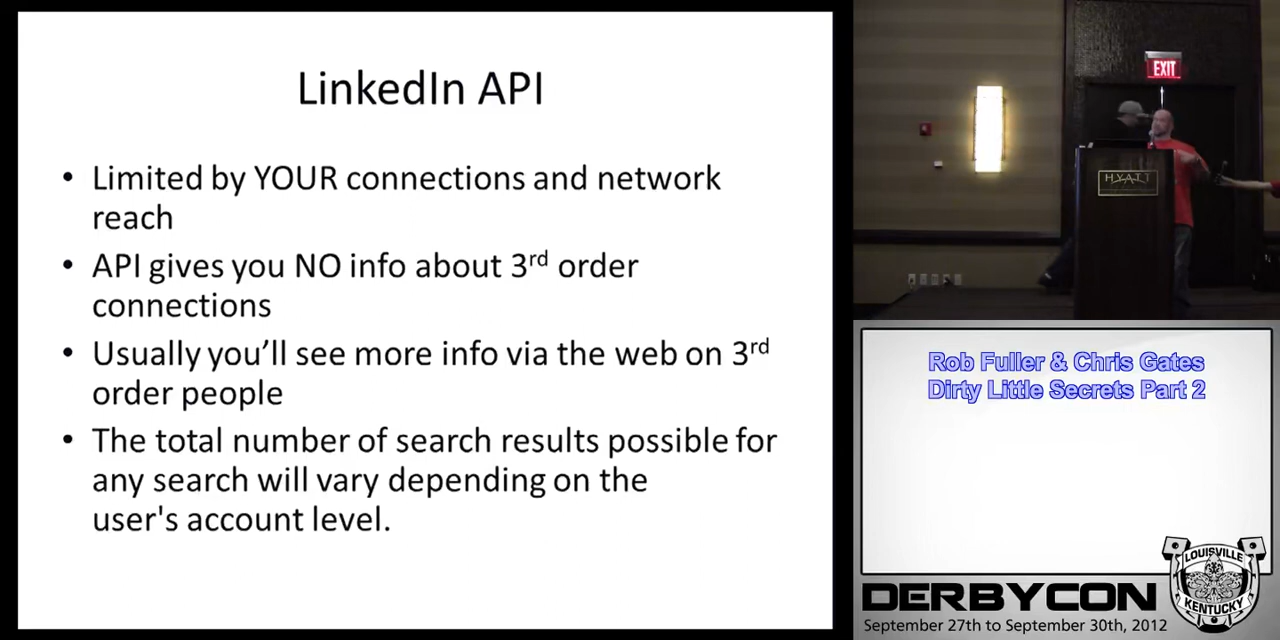 LinkedIn API
• Limited by YOUR connections and network
reach
• API gives you NO info about 3rd order
connections
• Usually you’ll see more info via the web on 3rd
order people
• The total number of search results possible for
any search will vary depending on the
user's account level.
EXIT
HYATT
Rob Fuller & Chris Gates
Dirty Little Secrets Part 2
LOUISVILLE
KENTUCKY
DERBYCON
September 27th to September 30th, 2012